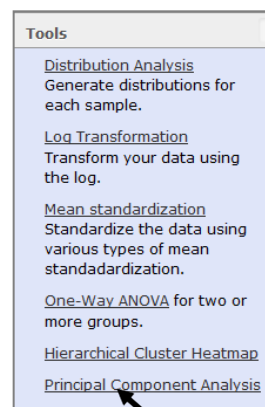 Tools
Distribution Analysis
Generate distributions for
each sample.
Log Transformation
Transform your data using
the log.
Mean standardization
Standardize the data using
various types of mean
standadardization.
One-Way ANOVA for two or
more groups.
Hierarchical Cluster Heatmap
Principal Component Analysis